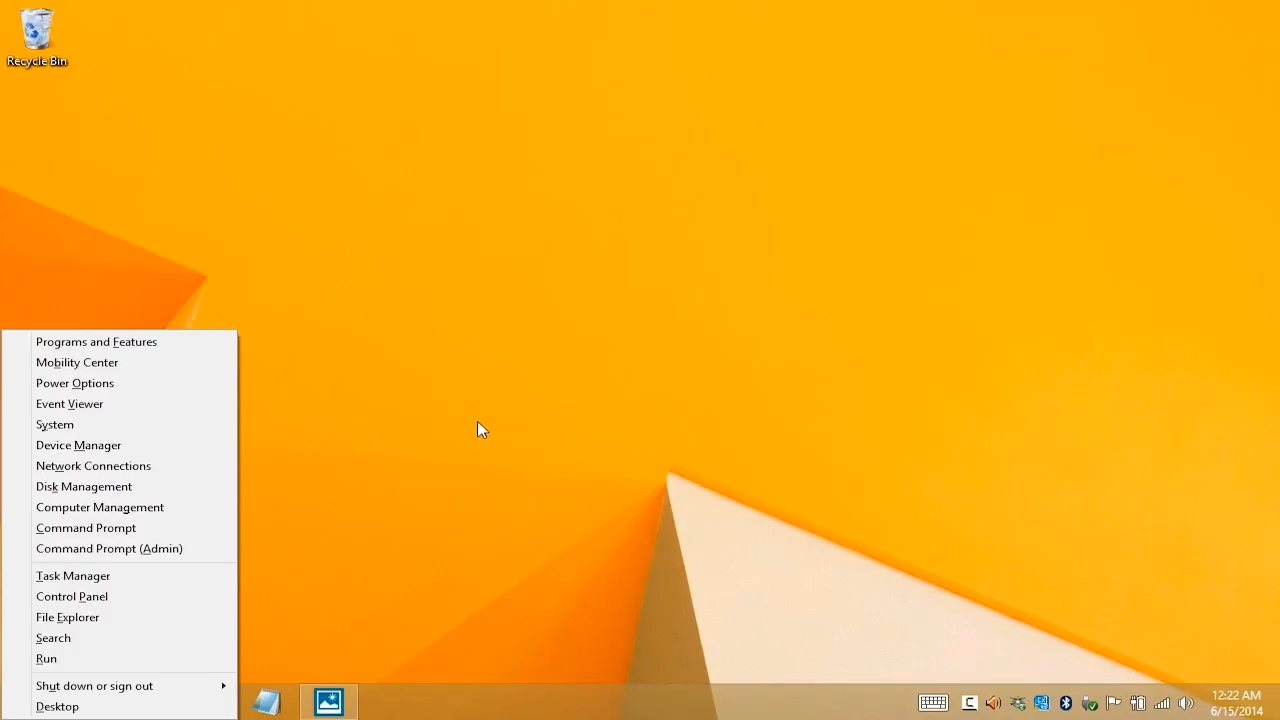 Recycle Bin
Programs and Features
Mobility Center
Power Options
Event Viewer
System
Device Manager
Network Connections
Disk Management
Computer Management
Command Prompt
Command Prompt (Admin)
Task Manager
Control Panel
File Explorer
Search
Run
Shut down or sign out
Desktop
C
12:22 AM
6/15/2014